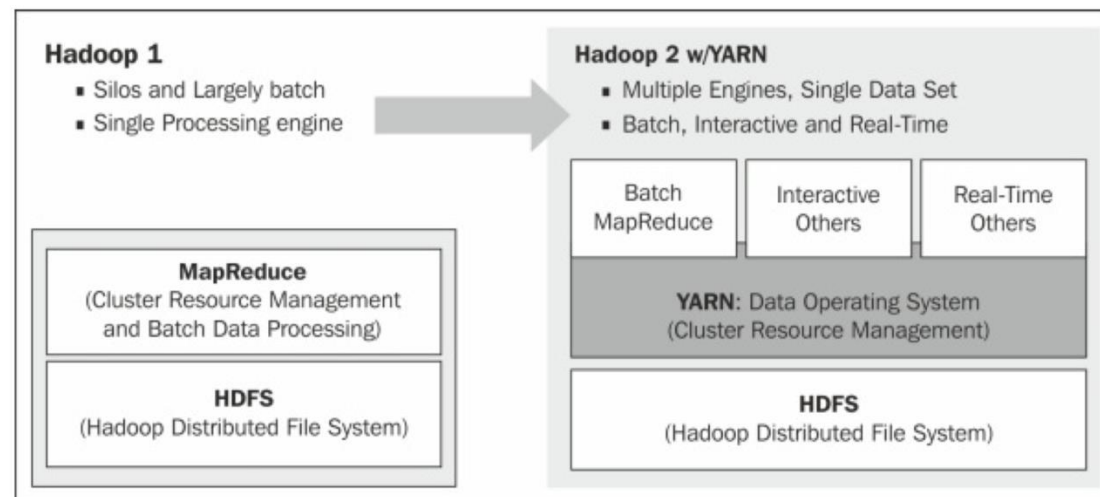 Hadoop 1
▪ Silos and Largely batch
▪ Single Processing engine
MapReduce
(Cluster Resource Management
and Batch Data Processing)
HDFS
(Hadoop Distributed File System)
Hadoop 2 w/YARN
▪ Multiple Engines, Single Data Set
▪ Batch, Interactive and Real-Time
Batch
MapReduce
Interactive
Others
Real-Time
Others
YARN: Data Operating System
(Cluster Resource Management)
HDFS
(Hadoop Distributed File System)